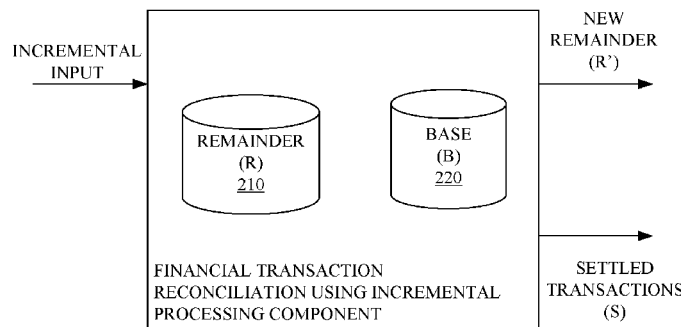 INCREMENTAL
INPUT
NEW
REMAINDER
(R')
REMAINDER
(R)
210
BASE
(B)
220
FINANCIAL TRANSACTION
RECONCILIATION USING INCREMENTAL
PROCESSING COMPONENT
SETTLED
TRANSACTIONS
(S)